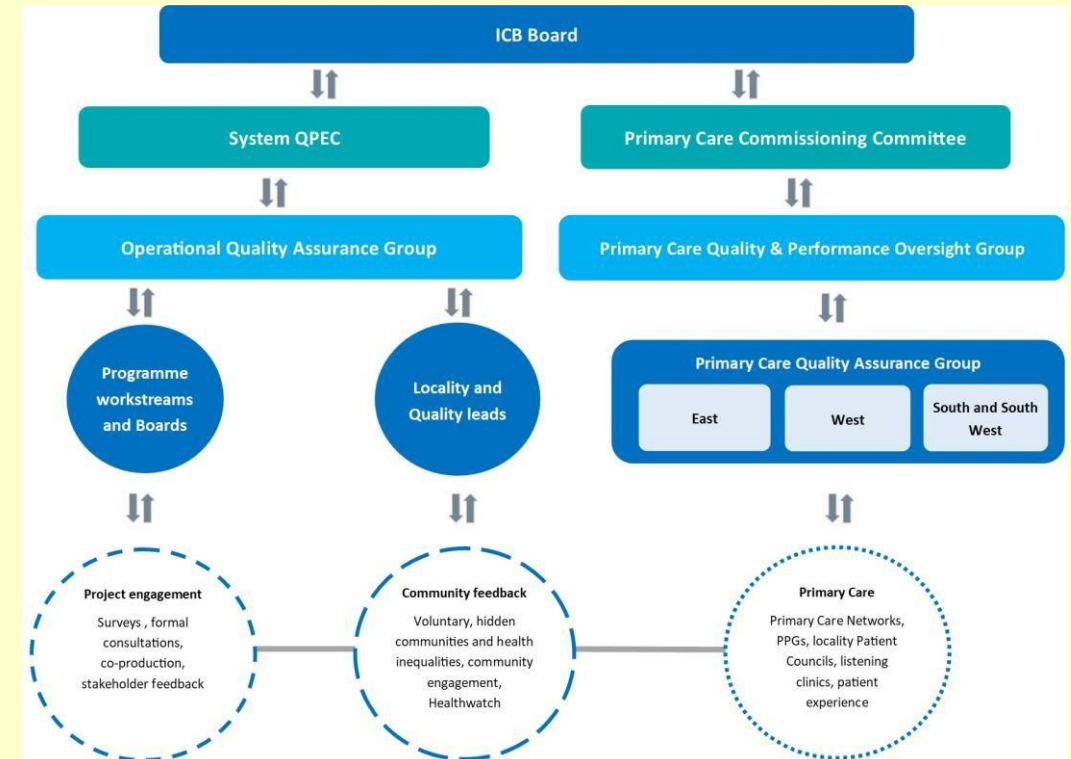 ICB Board
System QPEC
Primary Care Commissioning Committee
Operational Quality Assurance Group
Primary Care Quality & Performance Oversight Group
Programme
workstreams
and Boards
Locality and
Quality leads
Primary Care Quality Assurance Group
East
West
South and South
West
Project engagement
Surveys , formal
consultations,
co-production,
stakeholder feedback
Community feedback
Voluntary, hidden
communities and health
inequalities, community
engagement,
Healthwatch
Primary Care
Primary Care Networks,
PPGs, locality Patient
Councils, listening
clinics, patient
experience